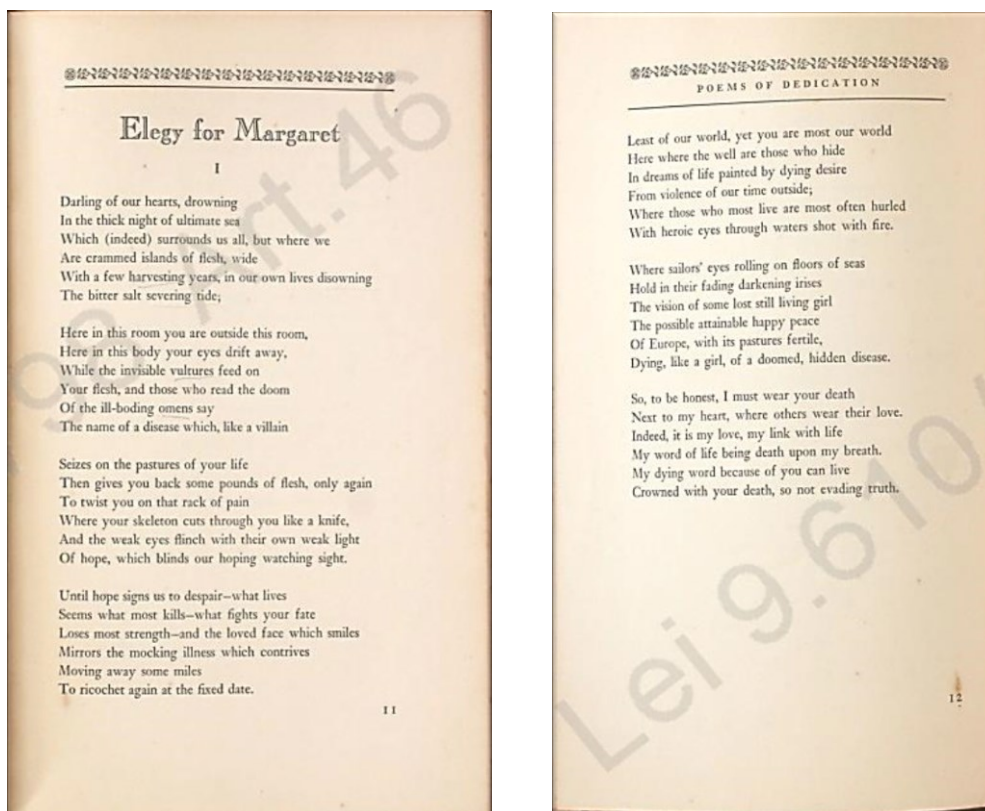 Elegy for Margaret
I
Darling of our hearts, drowning
In the thick night of ultimate sea
Which (indeed) surrounds us all, but where we
Are crammed islands of flesh, wide
With a few harvesting years, in our own lives disowning
The bitter salt severing tide;
Here in this room you are outside this room,
Here in this body your eyes drift away,
While the invisible vultures feed on
Your flesh, and those who read the doom
Of the ill-boding omens say
The name of a disease which, like a villain
Seizes on the pastures of your life
Then gives you back some pounds of flesh, only again
To twist you on that rack of pain
Where your skeleton cuts through you like a knife,
And the weak eyes flinch with their own weak light
Of hope, which blinds our hoping watching sight.
Until hope signs us to despair—what lives
Seems what most kills—what fights your fate
Loses most strength—and the loved face which smiles
Mirrors the mocking illness which contrives
Moving away some miles
To ricochet again at the fixed date.
11
POEMS OF DEDICATION
Least of our world, yet you are most our world
Here where the well are those who hide
In dreams of life painted by dying desire
From violence of our time outside;
Where those who most live are most often hurled
With heroic eyes through waters shot with fire.
Where sailors' eyes rolling on floors of seas
Hold in their fading darkening irises
The vision of some lost still living girl
The possible attainable happy peace
Of Europe, with its pastures fertile,
Dying, like a girl, of a doomed, hidden disease.
So, to be honest, I must wear your death
Next to my heart, where others wear their love.
Indeed, it is my love, my link with life
My word of life being death upon my breath.
My dying word because of you can live
Crowned with your death, so not evading truth.
12
98 Art. 46
Lei 9.610/